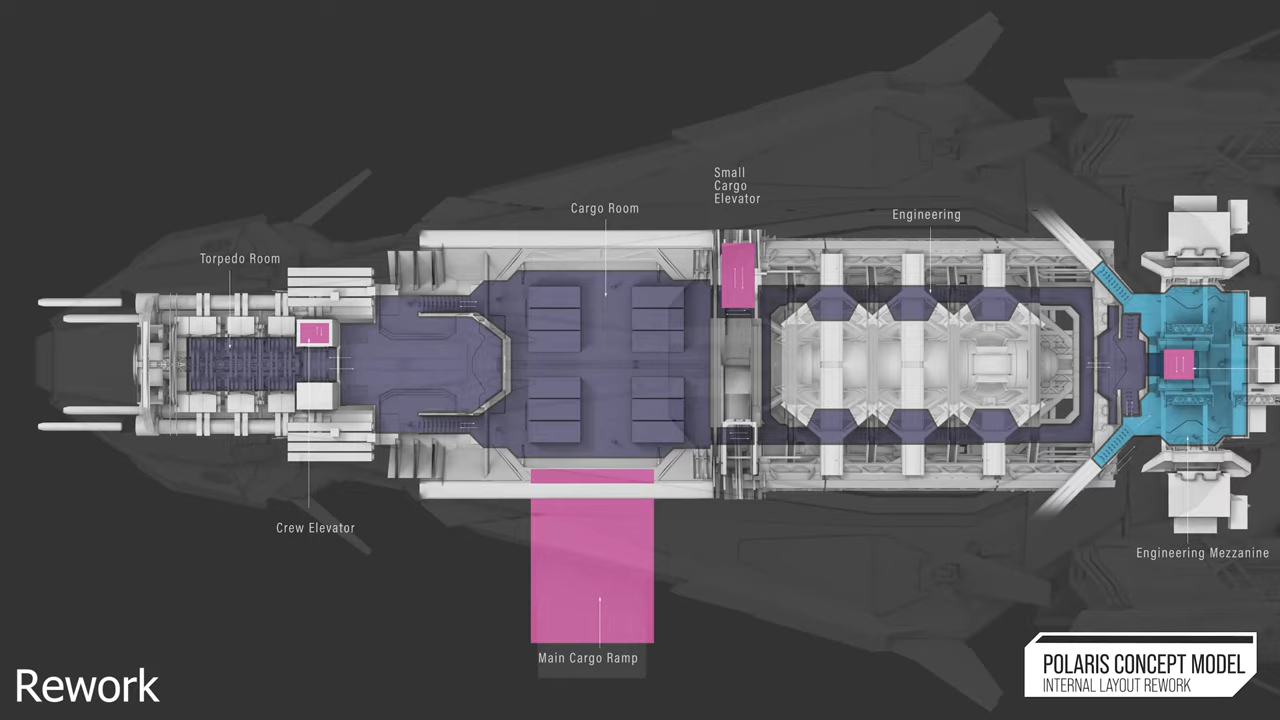 Small
Cargo
Elevator
Cargo Room
Engineering
Torpedo Room
Crew Elevator
Engineering Mezzanine
Main Cargo Ramp
Rework
POLARIS CONCEPT MODEL
INTERNAL LAYOUT REWORK